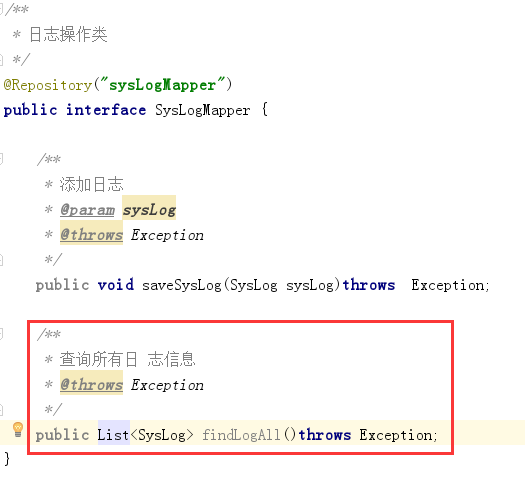 /**
 * 日志操作类
 */
@Repository("sysLogMapper")
public interface SysLogMapper {
/**
 * 添加日志
 * @param sysLog
 * @throws Exception
 */
public void saveSysLog(SysLog sysLog)throws  Exception;
/**
 * 查询所有日 志信息
 * @throws Exception
 */
public List<SysLog> findLogAll()throws Exception;
}